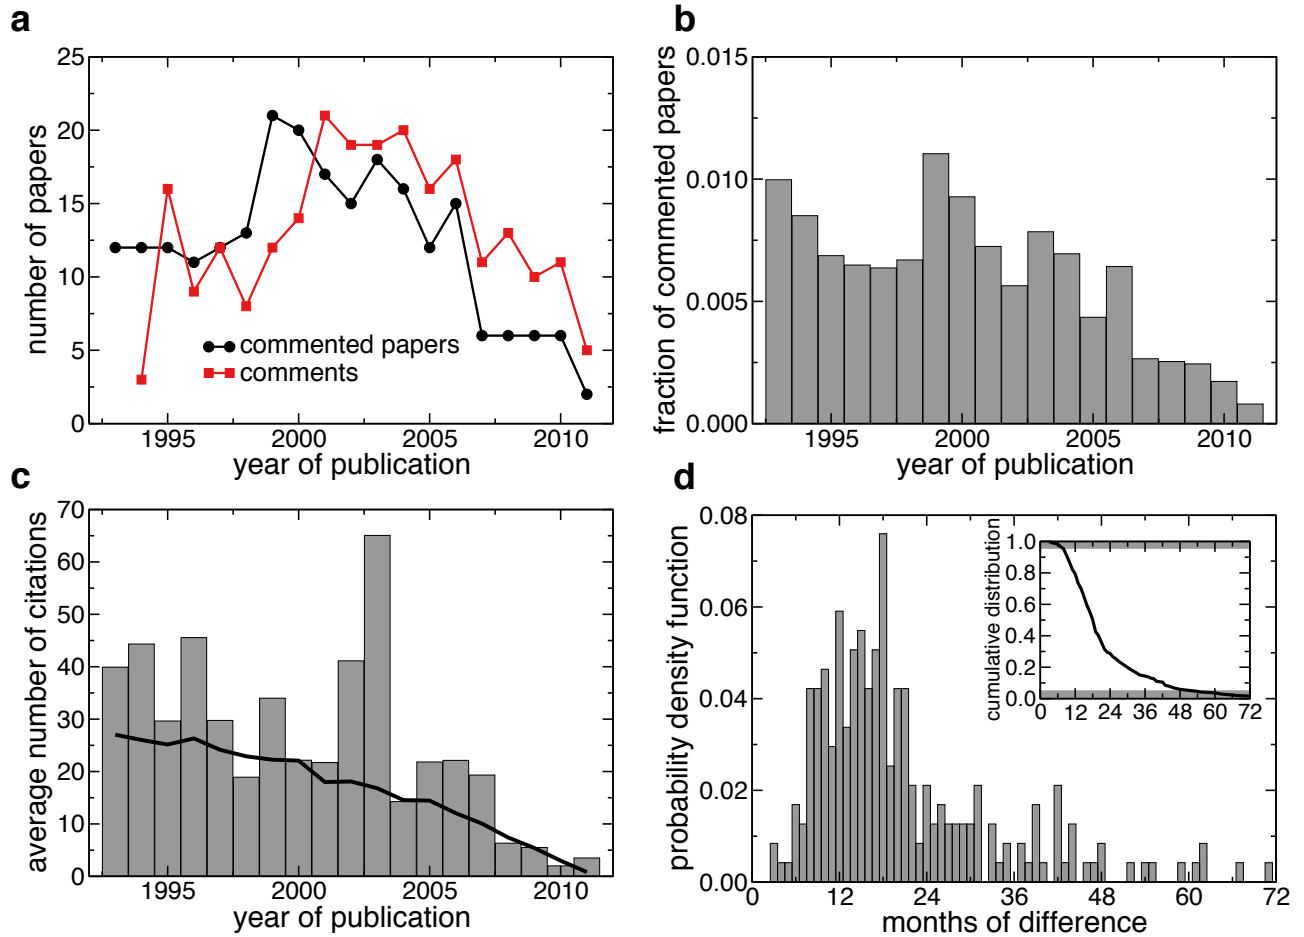 a
25
20
15
10
5
0
number of papers
commented papers
comments
1995 2000 2005 2010
year of publication
b
0.015
0.010
0.005
0.000
fraction of commented papers
1995 2000 2005 2010
year of publication
c
70
60
50
40
30
20
10
0
average number of citations
1995 2000 2005 2010
year of publication
d
0.08
0.06
0.04
0.02
0.00
probability density function
0 12 24 36 48 60 72
months of difference
1.0
0.8
0.6
0.4
0.2
0.0
cumulative distribution
0 12 24 36 48 60 72